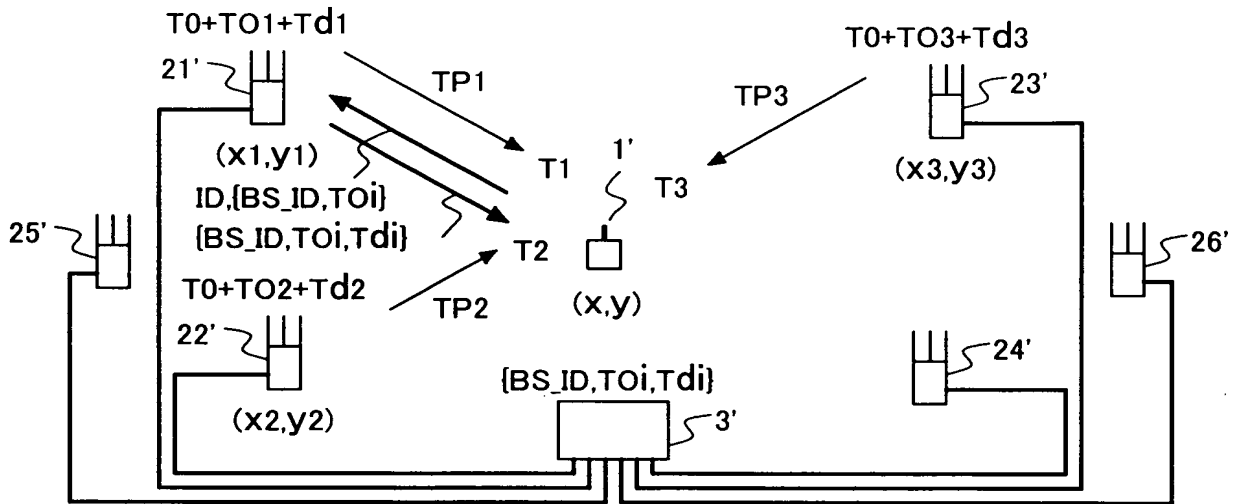 T0+TO1+Td1
T0+TO3+Td3
21'
TP1
TP3
23'
(x1,y1)
T1
1'
T3
(x3,y3)
ID,{BS_ID,TOi}
{BS_ID,TOi,Tdi}
25'
T2
26'
T0+TO2+Td2
TP2
(x,y)
22'
24'
{BS_ID,TOi,Tdi}
(x2,y2)
3'